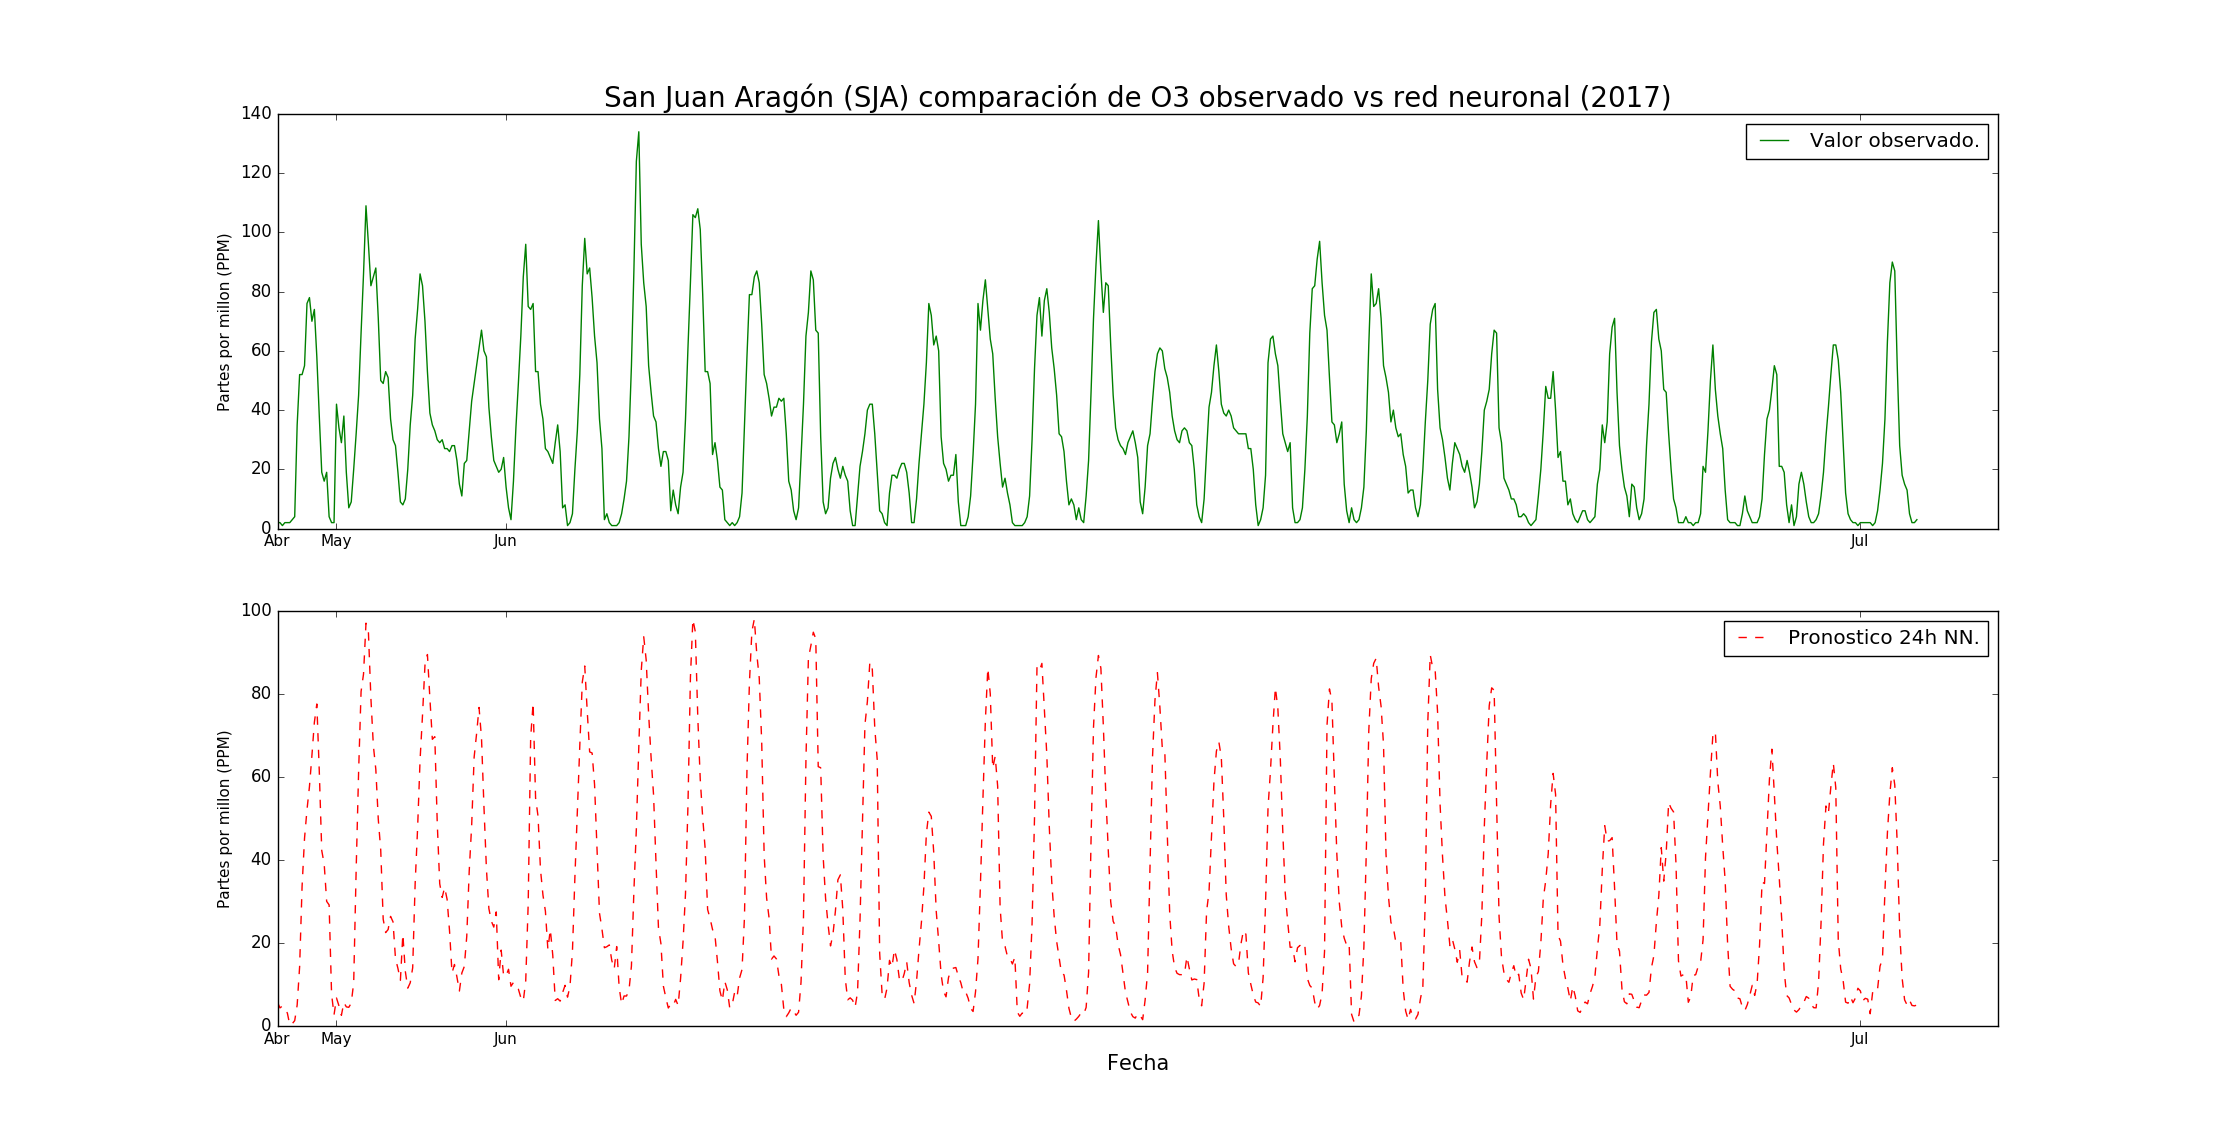 San Juan Aragón (SJA) comparación de O3 observado vs red neuronal (2017)
140
120
100
80
60
40
20
0
Partes por millon (PPM)
Valor observado.
Abr May Jun Jul
100
80
60
40
20
0
Partes por millon (PPM)
Pronostico 24h NN.
Abr May Jun Jul
Fecha